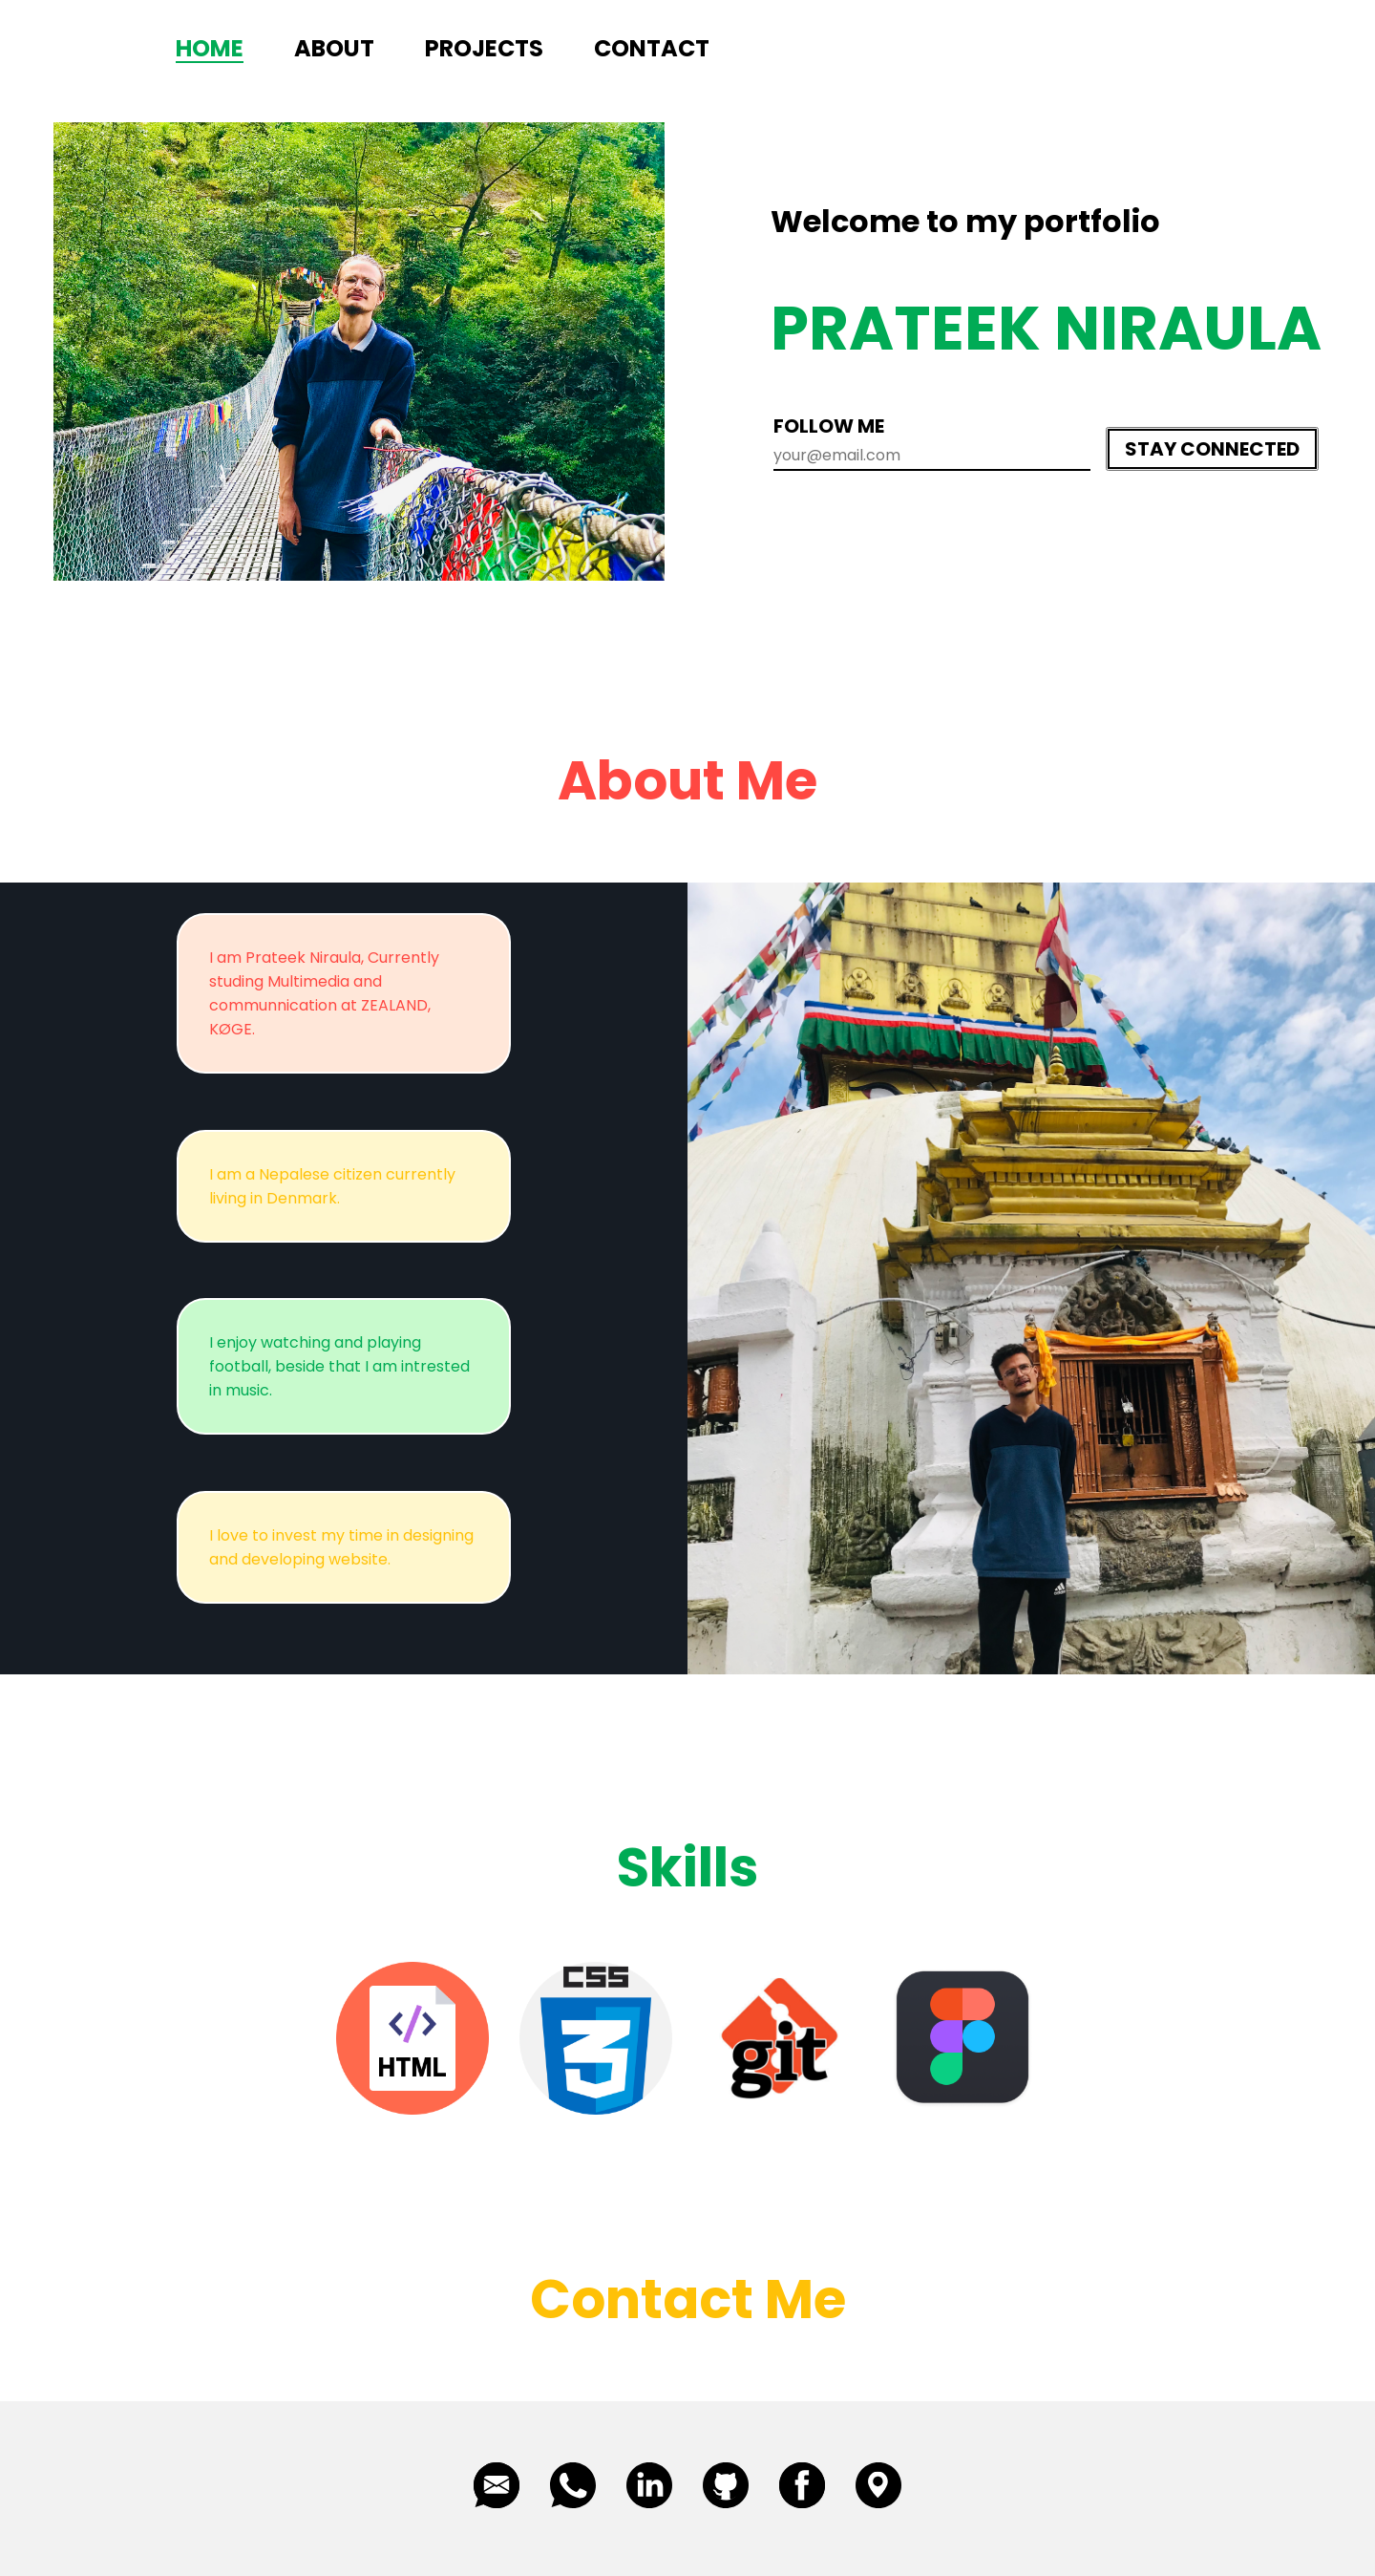 HOME ABOUT PROJECTS CONTACT
Welcome to my portfolio
PRATEEK NIRAULA
FOLLOW ME
your@email.com
STAY CONNECTED
About Me
I am Prateek Niraula, Currently
studing Multimedia and
communnication at ZEALAND,
KØGE.
I am a Nepalese citizen currently
living in Denmark.
I enjoy watching and playing
football, beside that I am intrested
in music.
I love to invest my time in designing
and developing website.
Skills
HTML
CSS
3
git
Contact Me
in
f